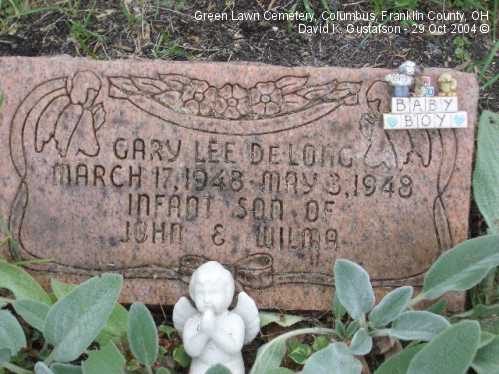 Green Lawn Cemetery, Columbus, Franklin County, OH
David K. Gustafson - 29 Oct 2004 ©
BABY
BOY
GARY LEE DELONG
MARCH 17, 1948 - MAY 3, 1948
INFANT SON OF
JOHN & WILMA